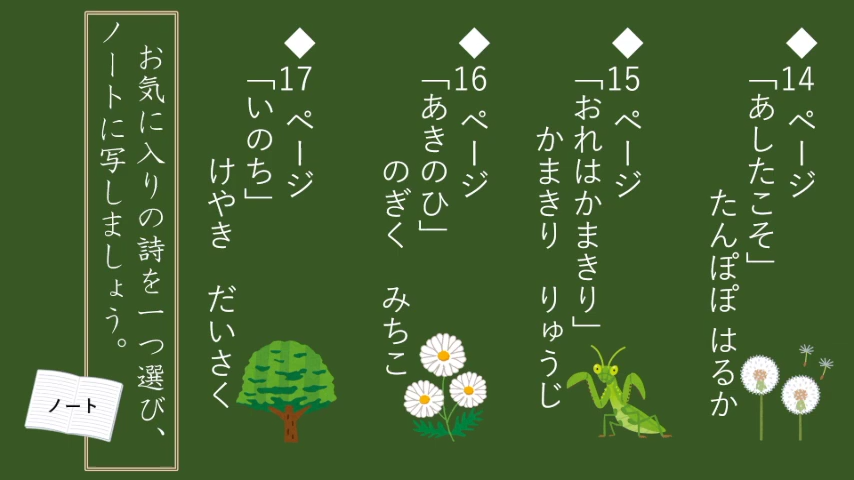 ◆14ページ
「あしたこそ」
たんぽぽ はるか
◆15ページ
「おれはかまきり」
かまきり りゅうじ
◆16ページ
「あきのひ」
のぎく みちこ
◆17ページ
「いのち」
けやき だいさく
お気に入りの詩を一つ選び、
ノートに写しましょう。
ノート